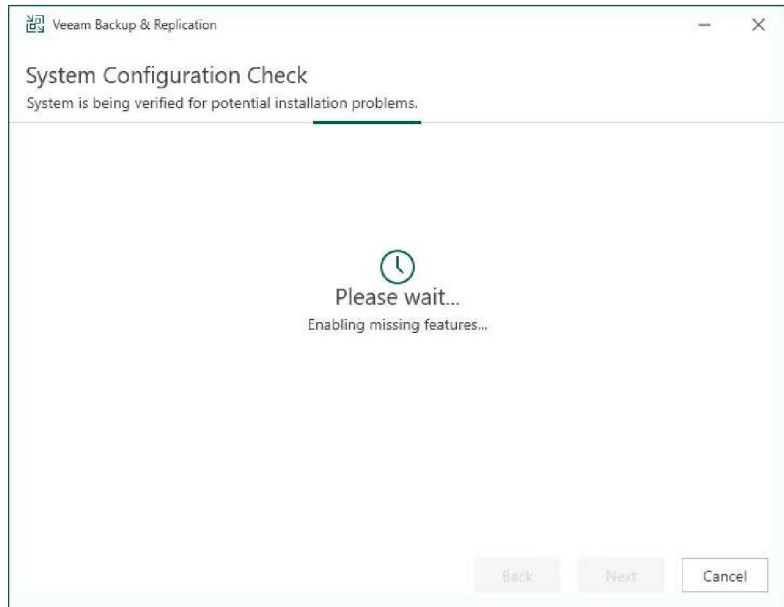 Veeam Backup & Replication
System Configuration Check
System is being verified for potential installation problems.
Please wait...
Enabling missing features...
Back Next Cancel